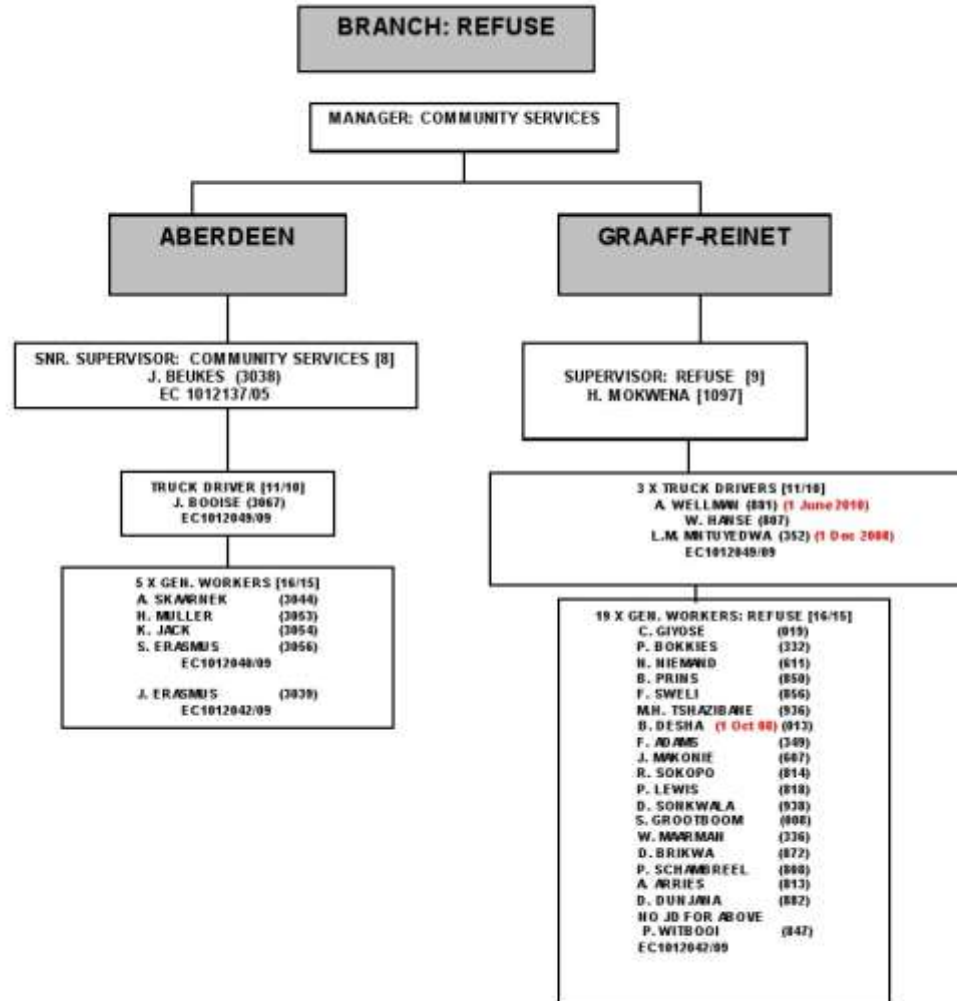 BRANCH: REFUSE
MANAGER: COMMUNITY SERVICES
ABERDEEN
SNR. SUPERVISOR: COMMUNITY SERVICES [8]
J. BEUKES (3038)
EC 1012137/05
TRUCK DRIVER [11/10]
J. BOOISE (3067)
EC1012049/09
5 X GEN. WORKERS [16/15]
A. SKAARNEK (3044)
H. MULLER (3053)
K. JACK (3054)
S. ERASMUS (3056)
EC1012040/09
J. ERASMUS (3039)
EC1012042/09
GRAAFF-REINET
SUPERVISOR: REFUSE [9]
H. MOKWENA [1097]
3 X TRUCK DRIVERS [11/10]
A. WELLMAN (801) (1 June 2010)
W. HANSE (807)
L.M. MNTUYEDWA (352) (1 Dec 2008)
EC1012049/09
19 X GEN. WORKERS: REFUSE [16/15]
C. GIYOSE (019)
P. BOKKIES (332)
N. NIEMAND (611)
B. PRINS (850)
F. SWELI (856)
M.H. TSHAZIBANE (936)
B. DESHA (1 Oct 08) (013)
F. ADAMS (349)
J. MAKONIE (607)
R. SOKOPO (814)
P. LEWIS (818)
D. SONKWALA (938)
S. GROOTBOOM (008)
W. MAARMAN (336)
D. BRIKWA (872)
P. SCHAMBREEL (808)
A. ARRIES (813)
D. DUNJANA (882)
NO JD FOR ABOVE
P. WITBOOI (847)
EC1012042/09